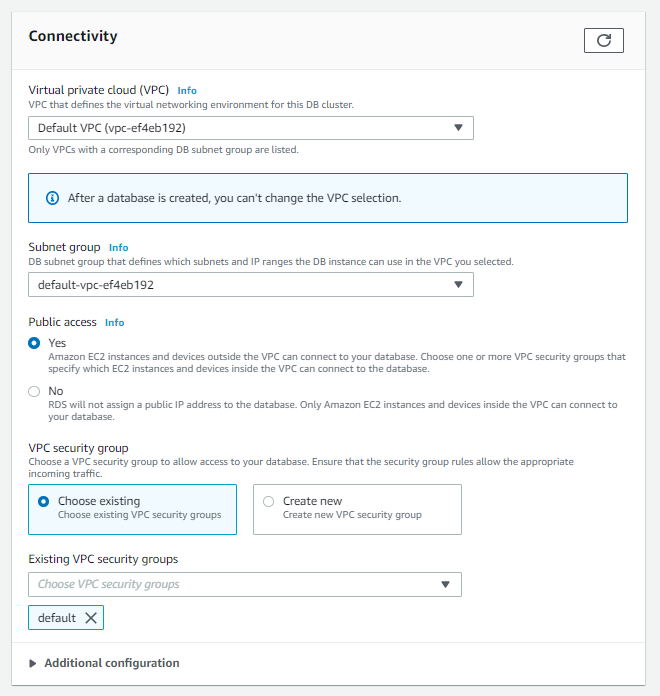 Connectivity
Virtual private cloud (VPC) Info
VPC that defines the virtual networking environment for this DB cluster.
Default VPC (vpc-ef4eb192)
Only VPCs with a corresponding DB subnet group are listed.
After a database is created, you can't change the VPC selection.
Subnet group Info
DB subnet group that defines which subnets and IP ranges the DB instance can use in the VPC you selected.
default-vpc-ef4eb192
Public access Info
Yes
Amazon EC2 instances and devices outside the VPC can connect to your database. Choose one or more VPC security groups that
specify which EC2 instances and devices inside the VPC can connect to the database.
No
RDS will not assign a public IP address to the database. Only Amazon EC2 instances and devices inside the VPC can connect to
your database.
VPC security group
Choose a VPC security group to allow access to your database. Ensure that the security group rules allow the appropriate
incoming traffic.
Choose existing
Choose existing VPC security groups
Create new
Create new VPC security group
Existing VPC security groups
Choose VPC security groups
default
Additional configuration